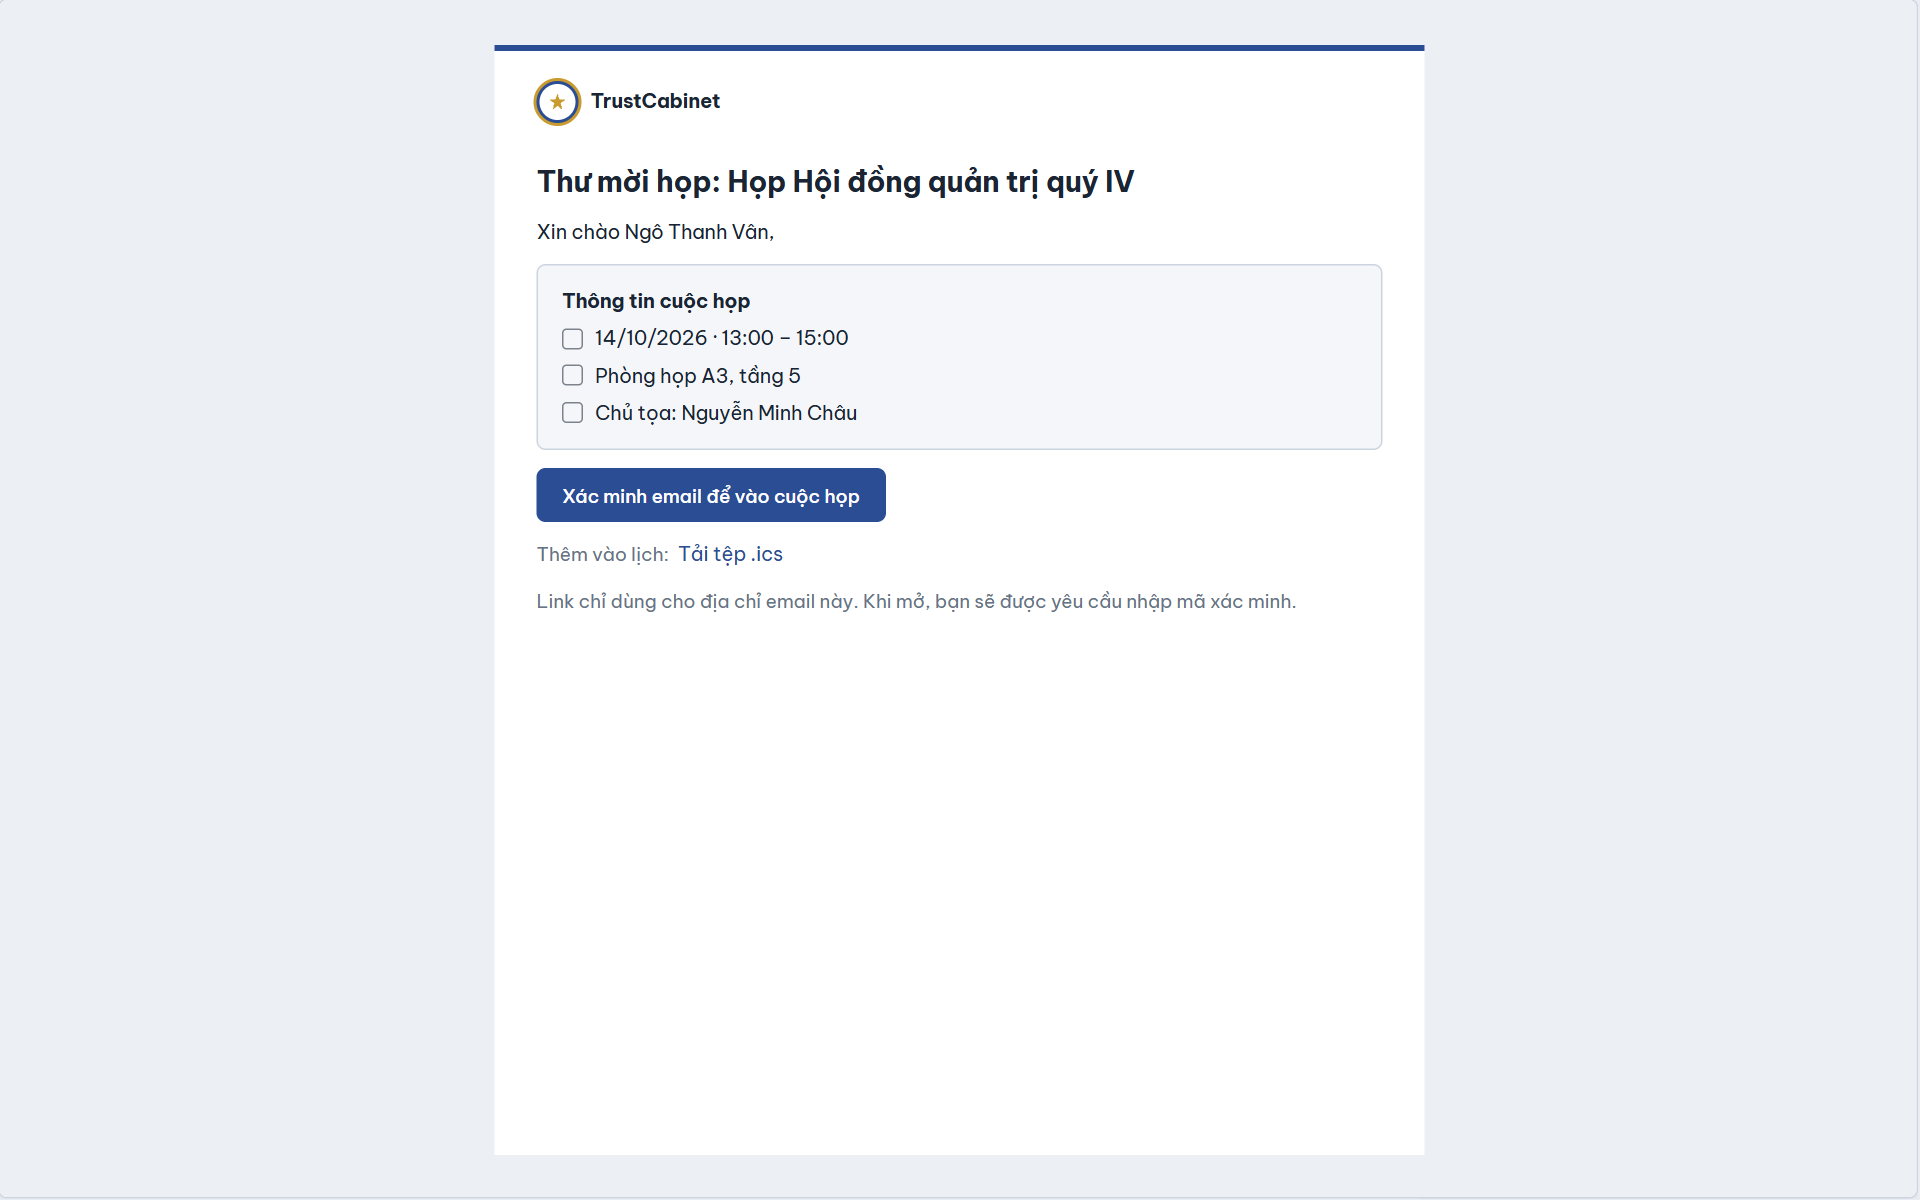 TrustCabinet
Thư mời họp: Họp Hội đồng quản trị quý IV
Xin chào Ngô Thanh Vân,
Thông tin cuộc họp
14/10/2026 · 13:00 – 15:00
Phòng họp A3, tầng 5
Chủ tọa: Nguyễn Minh Châu
Xác minh email để vào cuộc họp
Thêm vào lịch: Tải tệp .ics
Link chỉ dùng cho địa chỉ email này. Khi mở, bạn sẽ được yêu cầu nhập mã xác minh.